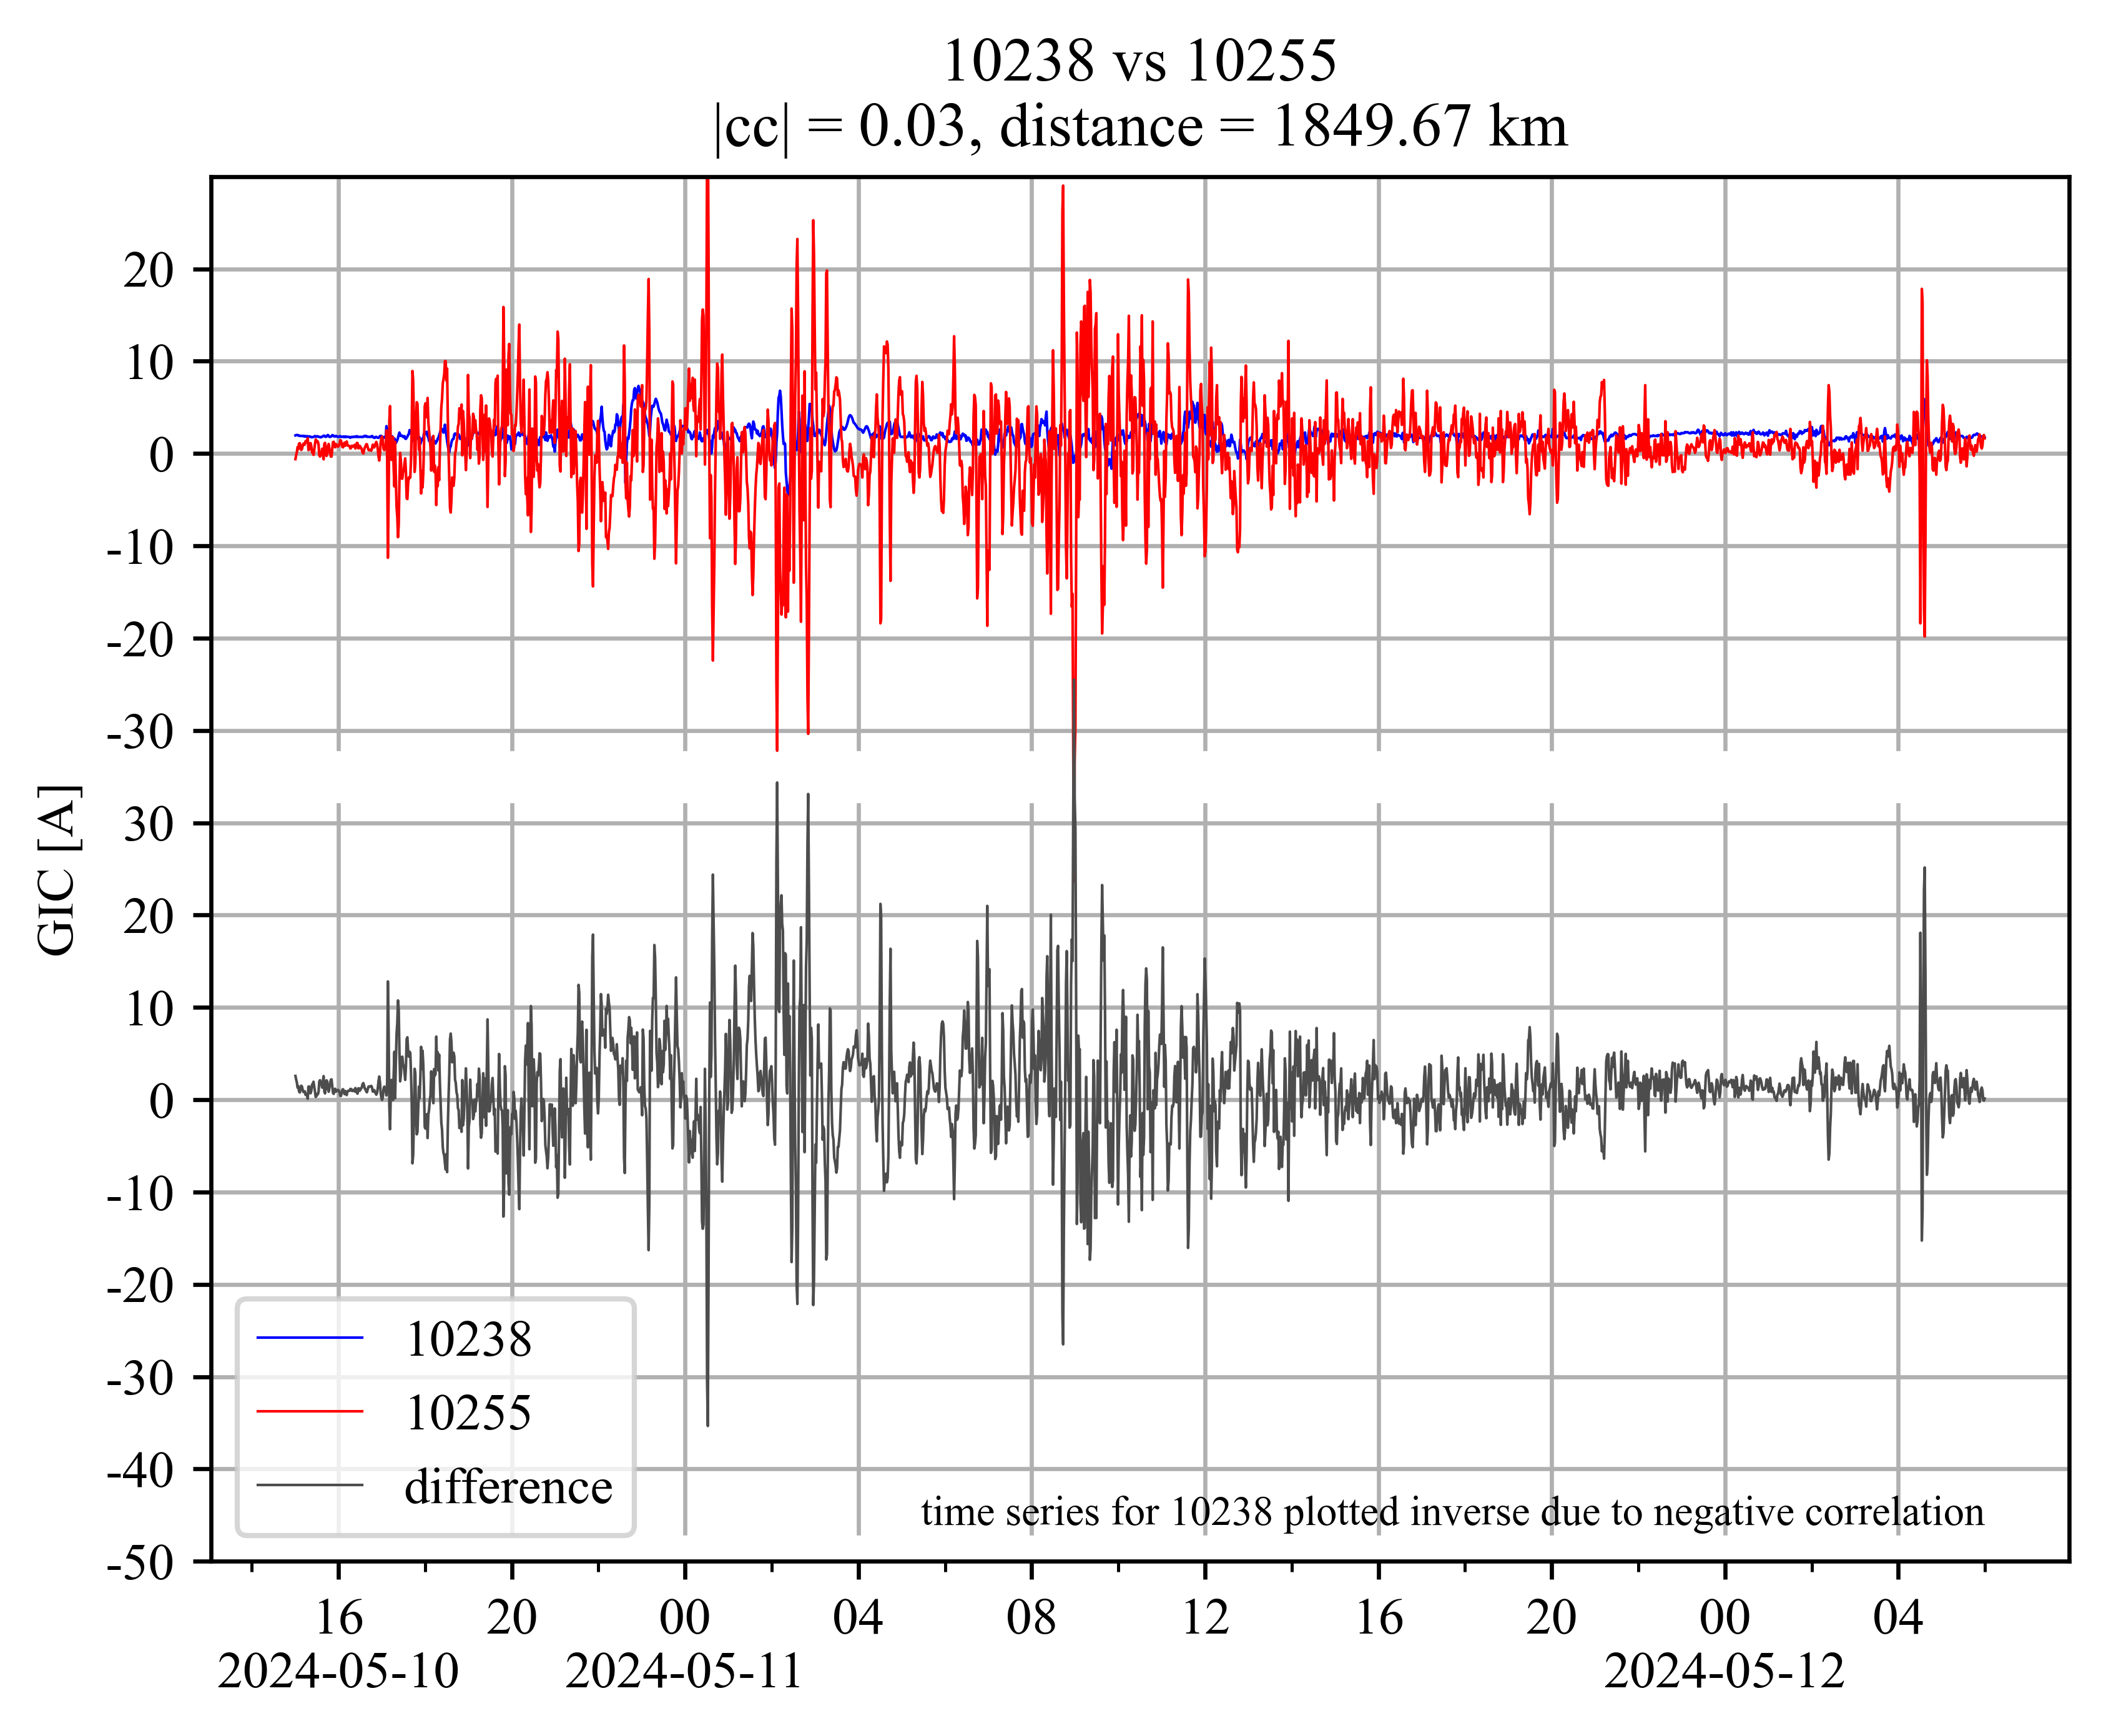 10238 vs 10255
|cc| = 0.03, distance = 1849.67 km
GIC [A]
20
10
0
-10
-20
-30
30
20
10
0
-10
-20
-30
-40
-50
10238
10255
difference
time series for 10238 plotted inverse due to negative correlation
16 20 00 04 08 12 16 20 00 04
2024-05-10 2024-05-11 2024-05-12